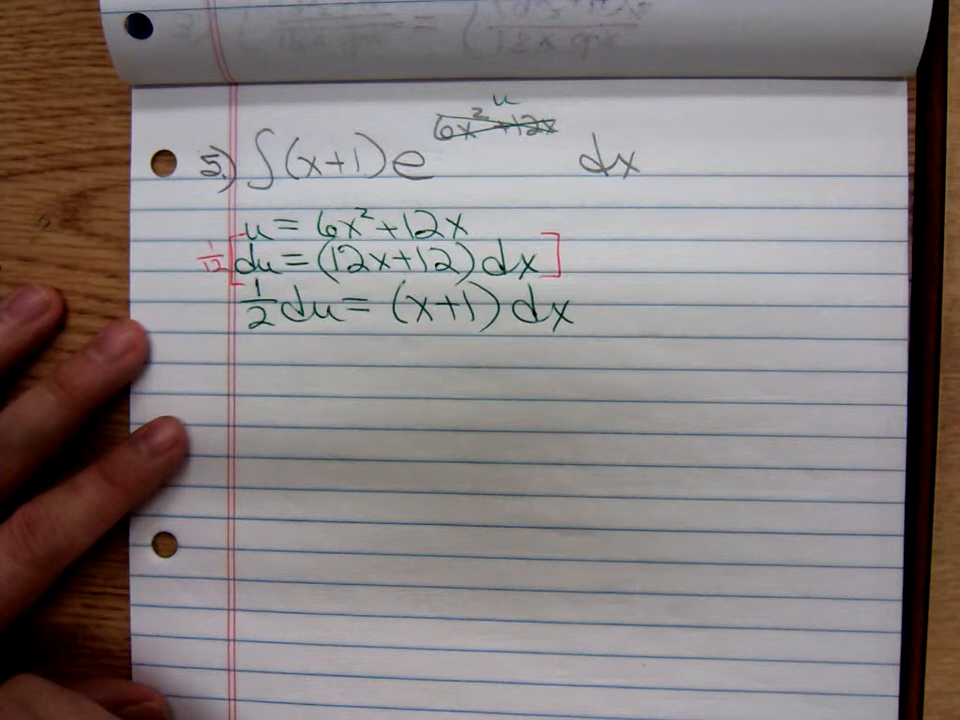 u
5.) ∫(x+1)e^(6x²+12x) dx
u = 6x²+12x
1/12 [du = (12x+12)dx]
1/2 du = (x+1)dx